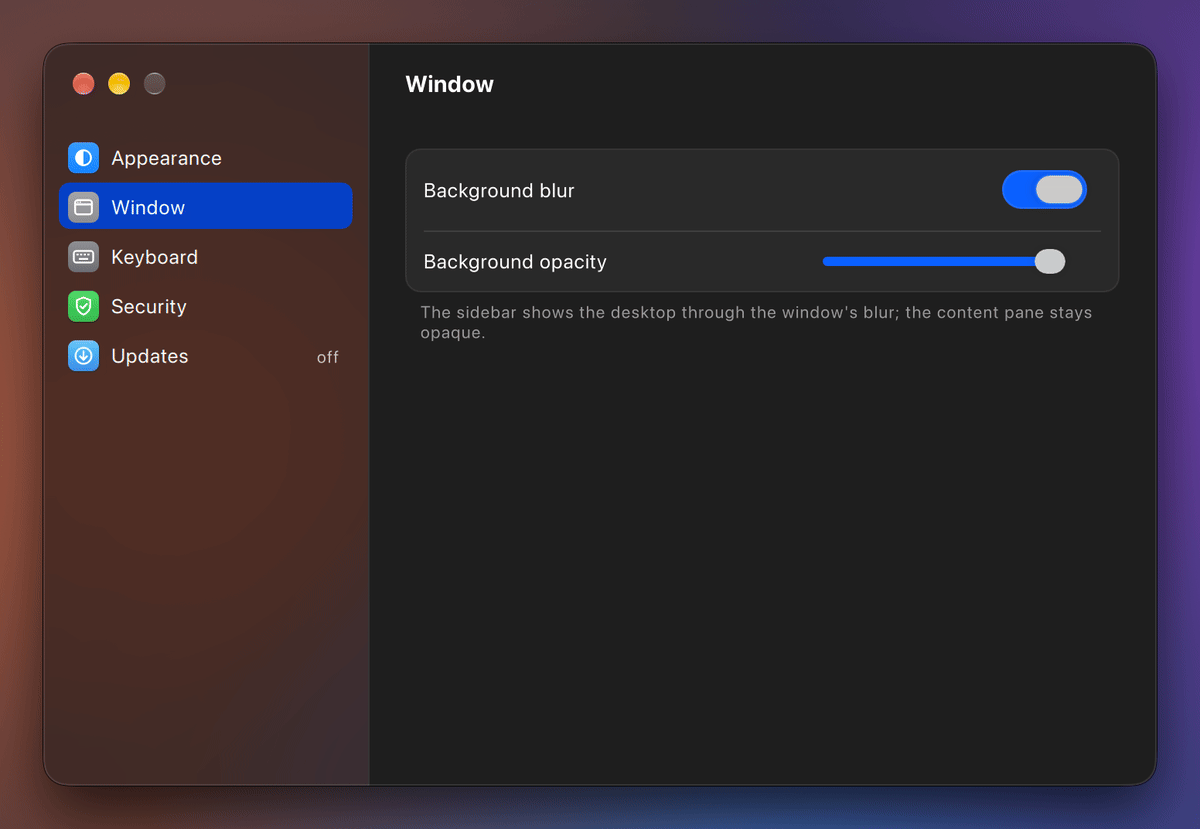 Window
Appearance
Window
Keyboard
Security
Updates off
Background blur
Background opacity
The sidebar shows the desktop through the window's blur; the content pane stays
opaque.